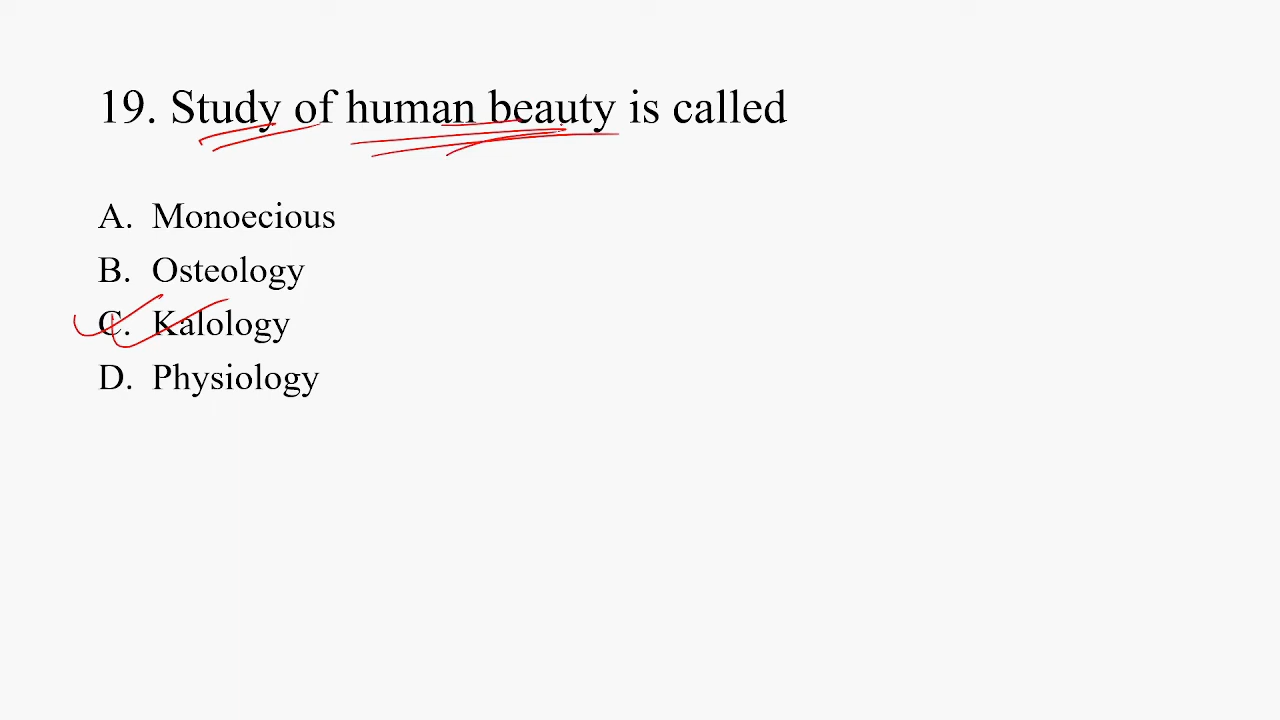 19. Study of human beauty is called
A. Monoecious
B. Osteology
C. Kalology
D. Physiology